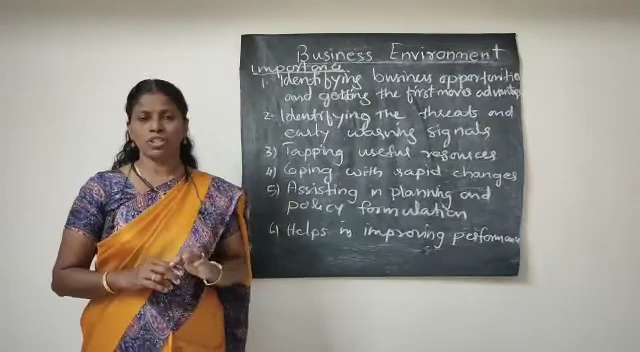 Business Environment
importance
1. Identifying business opportunities
and getting the first mover advantage
2. Identifying the threats and
early warning signals
3) Tapping useful resources
4) Coping with rapid changes
5) Assisting in planning and
policy formulation
6) Helps in improving performance